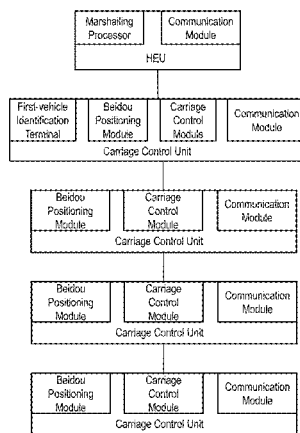 Marshalling
Processor
Communication
Module
HEU
First-vehicle
Identification
Terminal
Beidou
Positioning
Module
Carriage
Control
Module
Communication
Module
Carriage Control Unit
Beidou
Positioning
Module
Carriage
Control
Module
Communication
Module
Carriage Control Unit
Beidou
Positioning
Module
Carriage
Control
Module
Communication
Module
Carriage Control Unit
Beidou
Positioning
Module
Carriage
Control
Module
Communication
Module
Carriage Control Unit